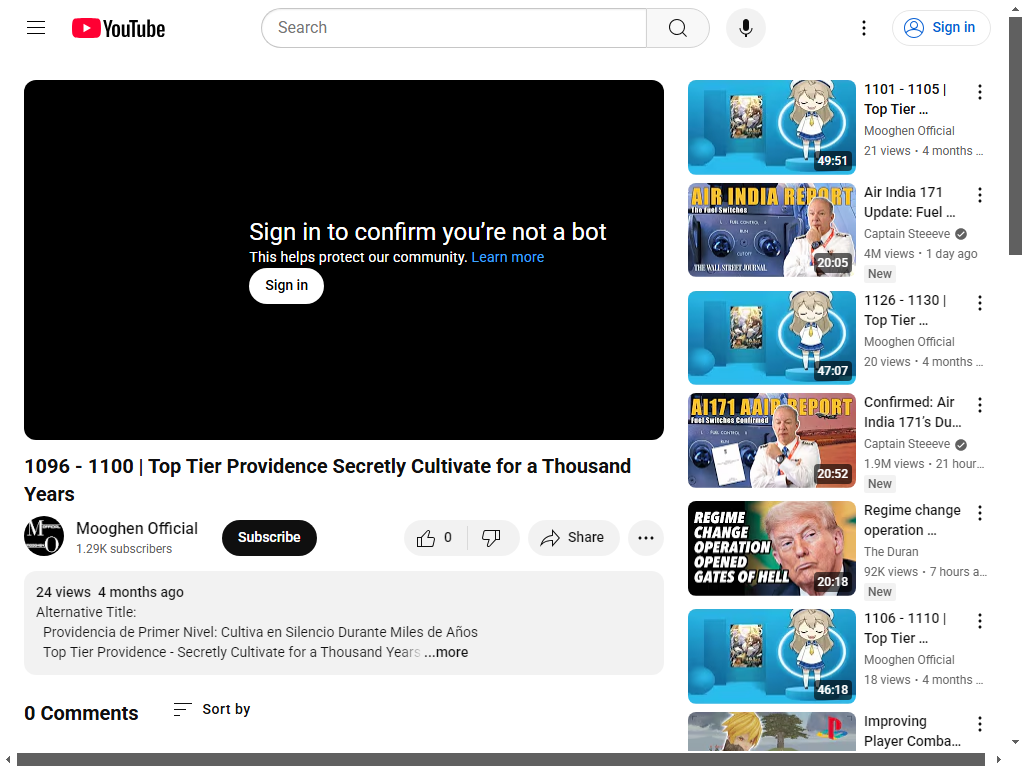 YouTube
Search
Sign in
Sign in to confirm you're not a bot
This helps protect our community. Learn more
Sign in
1096 - 1100 | Top Tier Providence Secretly Cultivate for a Thousand
Years
Mooghen Official
1.29K subscribers
Subscribe
0
Share
24 views 4 months ago
Alternative Title:
Providencia de Primer Nivel: Cultiva en Silencio Durante Miles de Años
Top Tier Providence - Secretly Cultivate for a Thousand Years ...more
0 Comments
Sort by
49:51
1101 - 1105 |
Top Tier ...
Mooghen Official
21 views • 4 months ...
AIR INDIA REPORT
The Fuel Switches
FUEL CONTROL
RUN
CUTOFF
THE WALL STREET JOURNAL
20:05
Air India 171
Update: Fuel ...
Captain Steeeve
4M views • 1 day ago
New
47:07
1126 - 1130 |
Top Tier ...
Mooghen Official
20 views • 4 months ...
AI171 AAIB REPORT
Fuel Switches Confirmed
FUEL CONTROL
RUN
20:52
Confirmed: Air
India 171's Du...
Captain Steeeve
1.9M views • 21 hour...
New
REGIME
CHANGE
OPERATION
OPENED
GATES OF HELL
20:18
Regime change
operation ...
The Duran
92K views • 7 hours a...
New
46:18
1106 - 1110 |
Top Tier ...
Mooghen Official
18 views • 4 months ...
Improving
Player Comba...